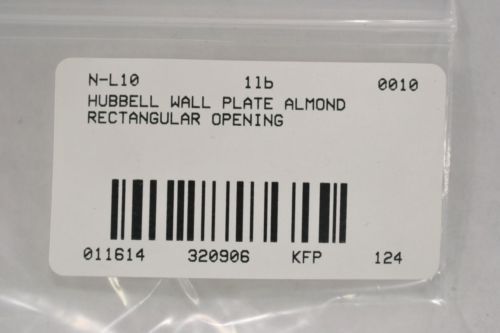 N-L10 1lb 0010
HUBBELL WALL PLATE ALMOND
RECTANGULAR OPENING
011614 320906 KFP 124